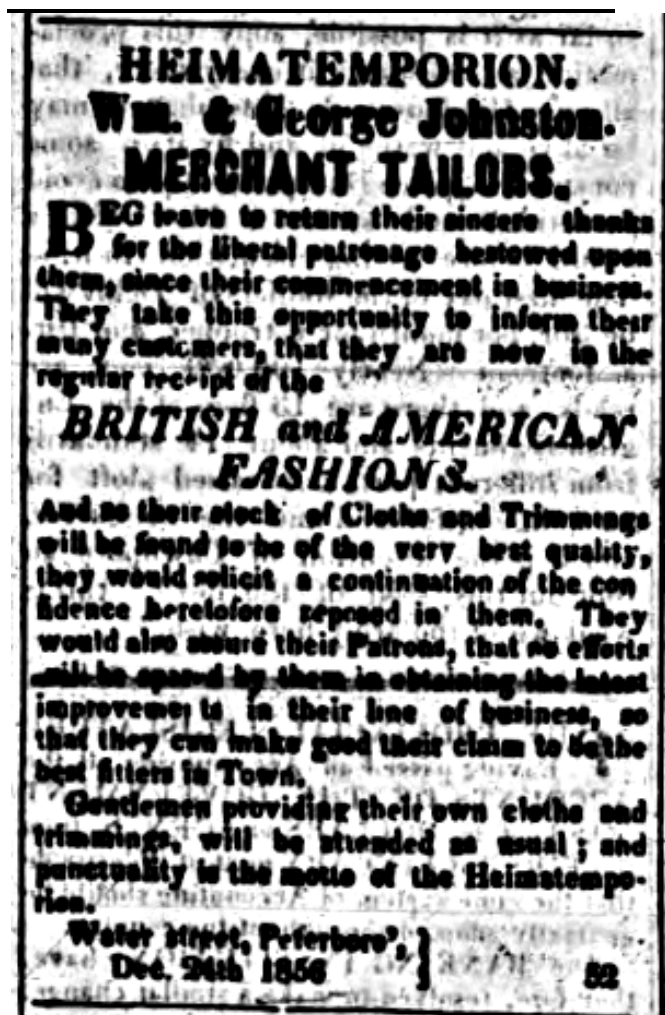 HEIMATEMPORION.
Wm. & George Johnston.
MERCHANT TAILORS.
BEG leave to return their sincere thanks
for the liberal patronage bestowed upon
them, since their commencement in business.
They take this opportunity to inform their
many customers, that they are now in the
regular receipt of the
BRITISH and AMERICAN
FASHIONS.
And as their stock of Cloths and Trimmings
will be found to be of the very best quality,
they would solicit a continuation of the con
fidence heretofore reposed in them. They
would also assure their Patrons, that no efforts
will be spared by them in obtaining the latest
improvements in their line of business, so
that they can make good their claim to be the
best fitters in Town.
Gentlemen providing their own cloths and
trimmings, will be attended as usual ; and
punctuality is the motto of the Heimatempo-
rion.
Water street, Peterboro', }
Dec. 24th 1856 } 52